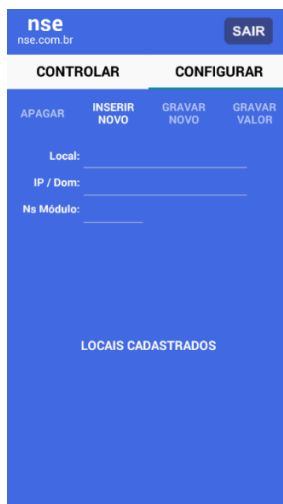 nse
nse.com.br
SAIR
CONTROLAR
CONFIGURAR
APAGAR
INSERIR
NOVO
GRAVAR
NOVO
GRAVAR
VALOR
Local:
IP / Dom:
Ns Módulo:
LOCAIS CADASTRADOS